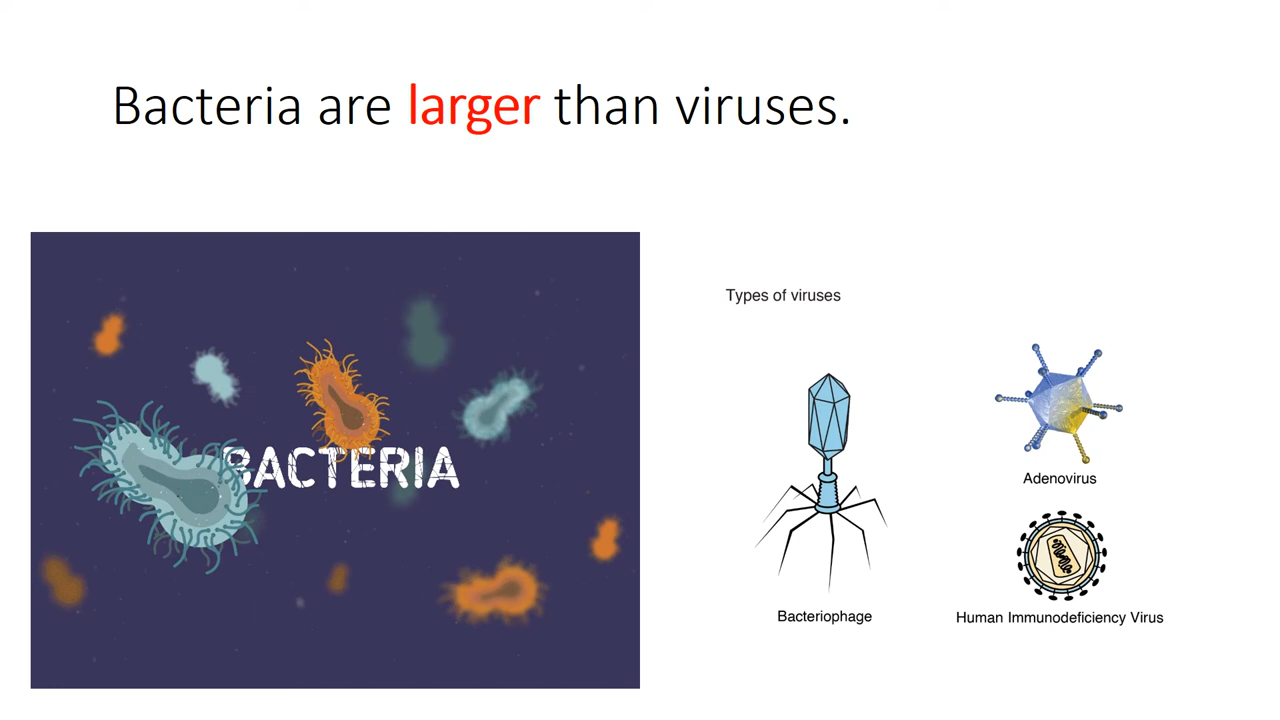 Bacteria are larger than viruses.
BACTERIA
Types of viruses
Bacteriophage
Adenovirus
Human Immunodeficiency Virus